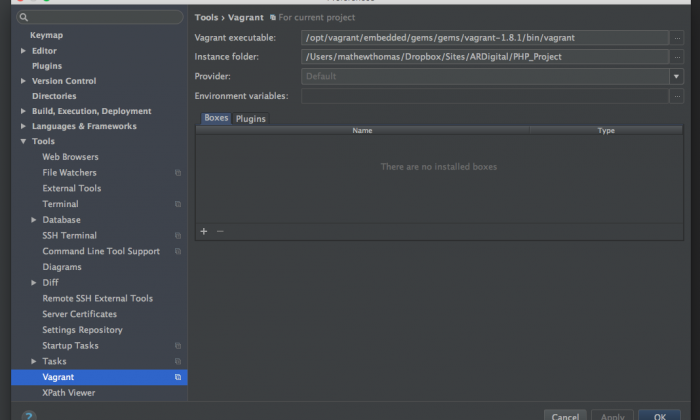 Preferences
Tools › Vagrant For current project
Keymap
Editor
Plugins
Version Control
Directories
Build, Execution, Deployment
Languages & Frameworks
Tools
Web Browsers
File Watchers
External Tools
Terminal
Database
SSH Terminal
Command Line Tool Support
Diagrams
Diff
Remote SSH External Tools
Server Certificates
Settings Repository
Startup Tasks
Tasks
Vagrant
XPath Viewer
?
Vagrant executable: /opt/vagrant/embedded/gems/gems/vagrant-1.8.1/bin/vagrant ...
Instance folder: /Users/mathewthomas/Dropbox/Sites/ARDigital/PHP_Project ...
Provider: Default
Environment variables: ...
Boxes Plugins
Name Type
There are no installed boxes
+ −
Cancel Apply OK